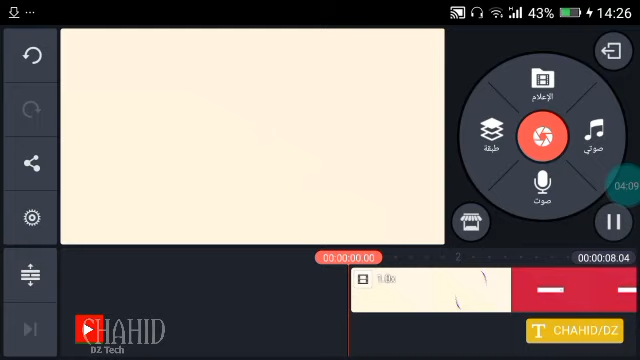 43% 14:26
الإعلام
طبقة
صوتي
صوت
04:09
00:00:00.00
2
00:00:08.04
1.0x
T CHAHID/DZ
CHAHID
DZ Tech